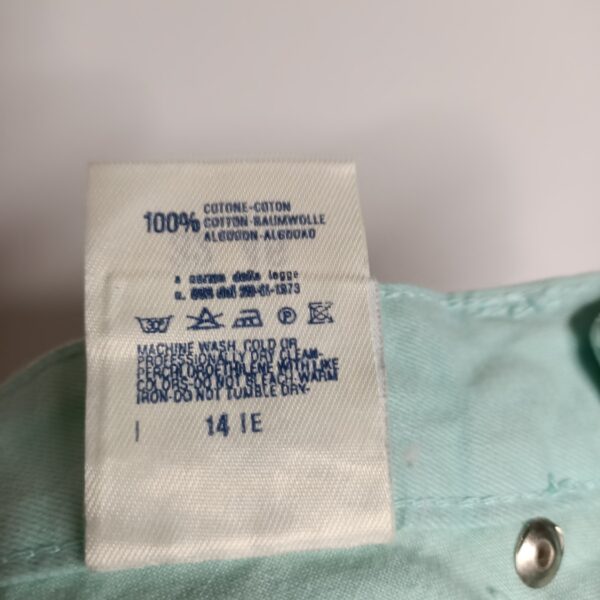 100%
COTONE-COTON
COTTON-BAUMWOLLE
ALGODON-ALGODAO
a norma della legge
n. 883 del 26-11-1973
P
MACHINE WASH, COLD OR
PROFESSIONALLY DRY CLEAN-
PERCHLOROETHILENE WITH LIKE
COLORS-DO NOT BLEACH-WARM
IRON-DO NOT TUMBLE DRY-
14 IE